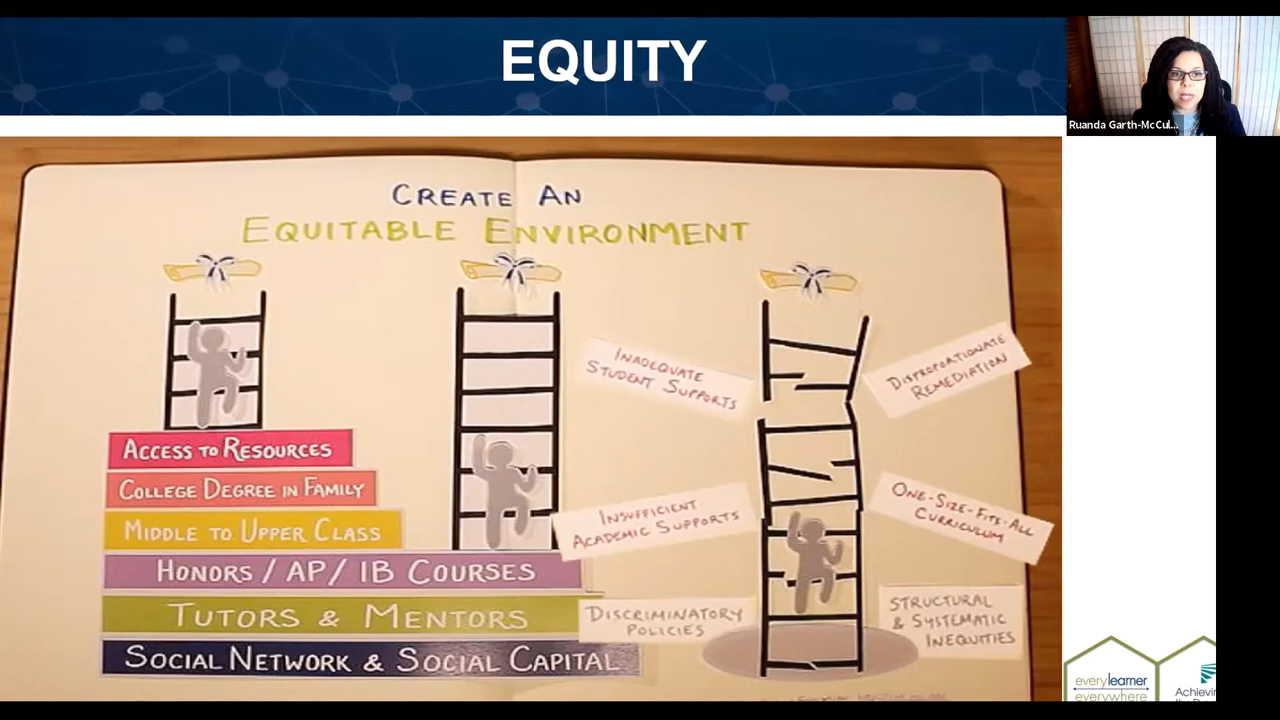 EQUITY
Ruanda Garth-McCul...
CREATE AN
EQUITABLE ENVIRONMENT
INADEQUATE
STUDENT SUPPORTS
DISPROPORTIONATE
REMEDIATION
ACCESS TO RESOURCES
COLLEGE DEGREE IN FAMILY
MIDDLE TO UPPER CLASS
HONORS / AP / IB COURSES
TUTORS & MENTORS
SOCIAL NETWORK & SOCIAL CAPITAL
INSUFFICIENT
ACADEMIC SUPPORTS
ONE-SIZE-FITS-ALL
CURRICULUM
DISCRIMINATORY
POLICIES
STRUCTURAL
& SYSTEMATIC
INEQUITIES
everylearner
everywhere
Achievin